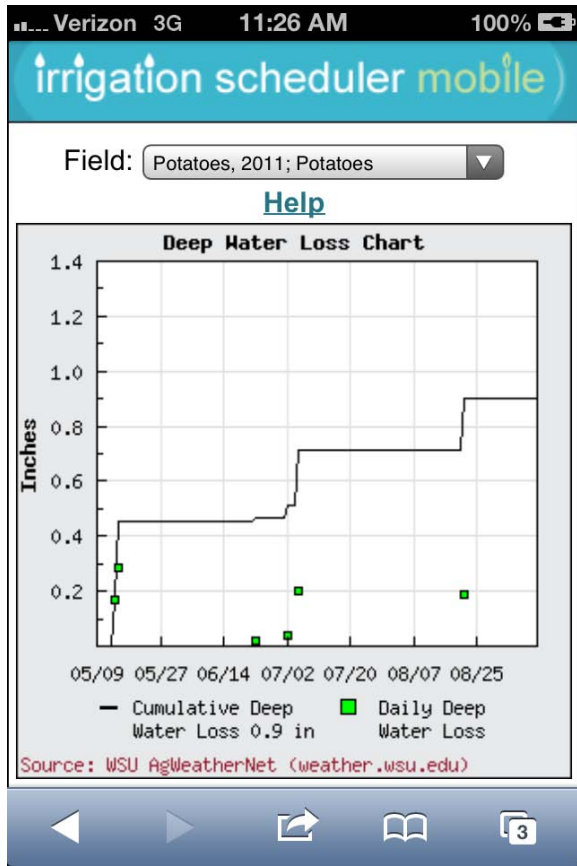 Verizon 3G 11:26 AM 100%
irrigation scheduler mobile
Field: Potatoes, 2011; Potatoes
Help
Deep Water Loss Chart
1.4
1.2
1.0
0.8
0.6
0.4
0.2
Inches
05/09 05/27 06/14 07/02 07/20 08/07 08/25
Cumulative Deep Daily Deep
Water Loss 0.9 in Water Loss
Source: WSU AgWeatherNet (weather.wsu.edu)
3